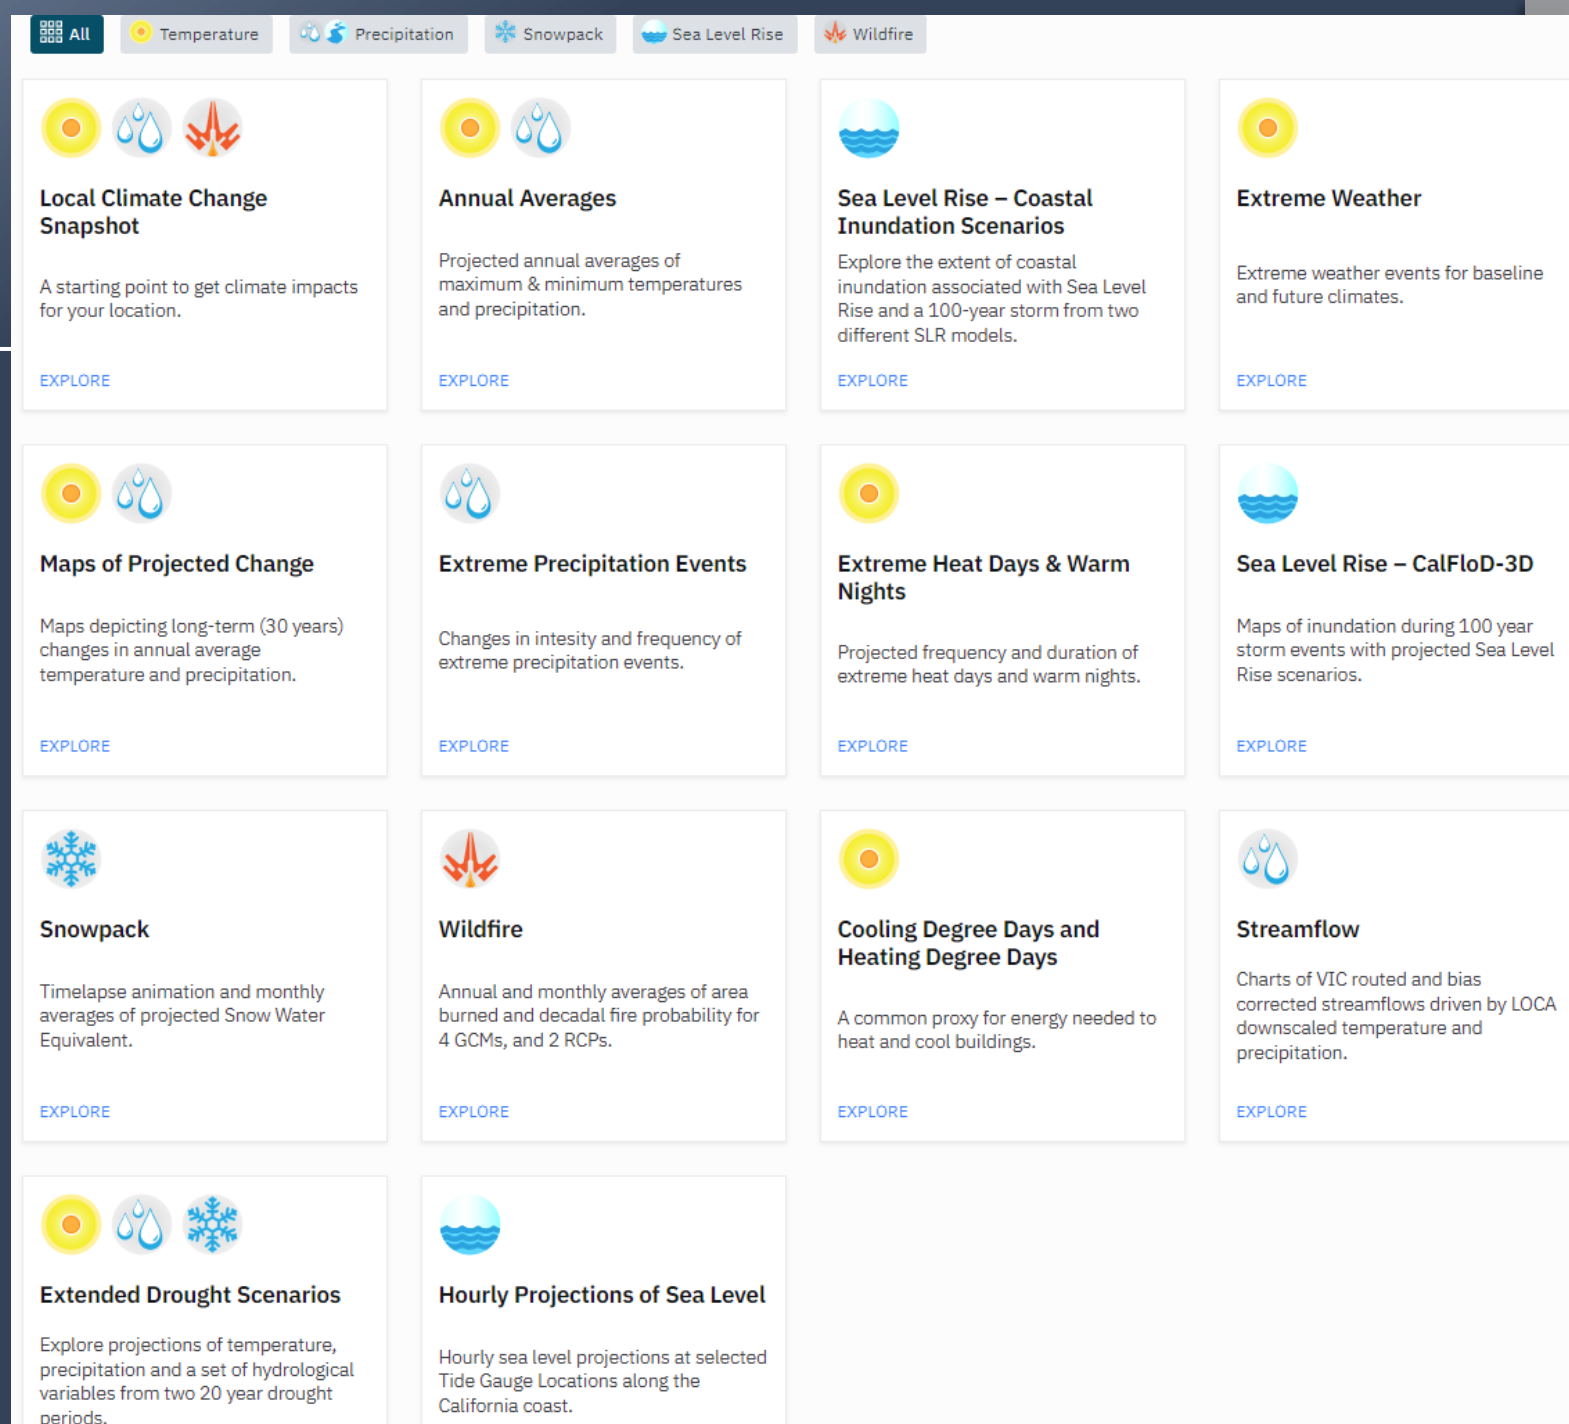 All
Temperature
Precipitation
Snowpack
Sea Level Rise
Wildfire
Local Climate Change
Snapshot
A starting point to get climate impacts
for your location.
EXPLORE
Annual Averages
Projected annual averages of
maximum & minimum temperatures
and precipitation.
EXPLORE
Sea Level Rise – Coastal
Inundation Scenarios
Explore the extent of coastal
inundation associated with Sea Level
Rise and a 100-year storm from two
different SLR models.
EXPLORE
Extreme Weather
Extreme weather events for baseline
and future climates.
EXPLORE
Maps of Projected Change
Maps depicting long-term (30 years)
changes in annual average
temperature and precipitation.
EXPLORE
Extreme Precipitation Events
Changes in intesity and frequency of
extreme precipitation events.
EXPLORE
Extreme Heat Days & Warm
Nights
Projected frequency and duration of
extreme heat days and warm nights.
EXPLORE
Sea Level Rise – CalFloD-3D
Maps of inundation during 100 year
storm events with projected Sea Level
Rise scenarios.
EXPLORE
Snowpack
Timelapse animation and monthly
averages of projected Snow Water
Equivalent.
EXPLORE
Wildfire
Annual and monthly averages of area
burned and decadal fire probability for
4 GCMs, and 2 RCPs.
EXPLORE
Cooling Degree Days and
Heating Degree Days
A common proxy for energy needed to
heat and cool buildings.
EXPLORE
Streamflow
Charts of VIC routed and bias
corrected streamflows driven by LOCA
downscaled temperature and
precipitation.
EXPLORE
Extended Drought Scenarios
Explore projections of temperature,
precipitation and a set of hydrological
variables from two 20 year drought
periods.
Hourly Projections of Sea Level
Hourly sea level projections at selected
Tide Gauge Locations along the
California coast.